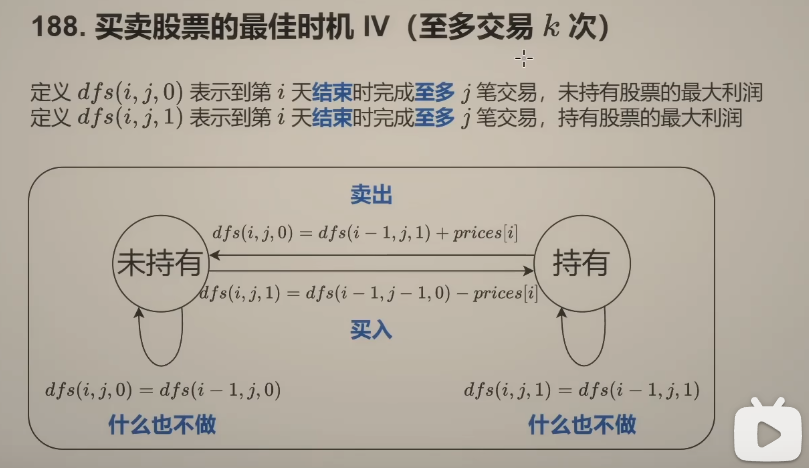 188. 买卖股票的最佳时机 IV（至多交易 k 次）
定义 dfs(i, j, 0) 表示到第 i 天结束时完成至多 j 笔交易，未持有股票的最大利润
定义 dfs(i, j, 1) 表示到第 i 天结束时完成至多 j 笔交易，持有股票的最大利润
卖出
dfs(i, j, 0) = dfs(i − 1, j, 1) + prices[i]
未持有
持有
dfs(i, j, 1) = dfs(i − 1, j − 1, 0) − prices[i]
买入
dfs(i, j, 0) = dfs(i − 1, j, 0)
dfs(i, j, 1) = dfs(i − 1, j, 1)
什么也不做
什么也不做